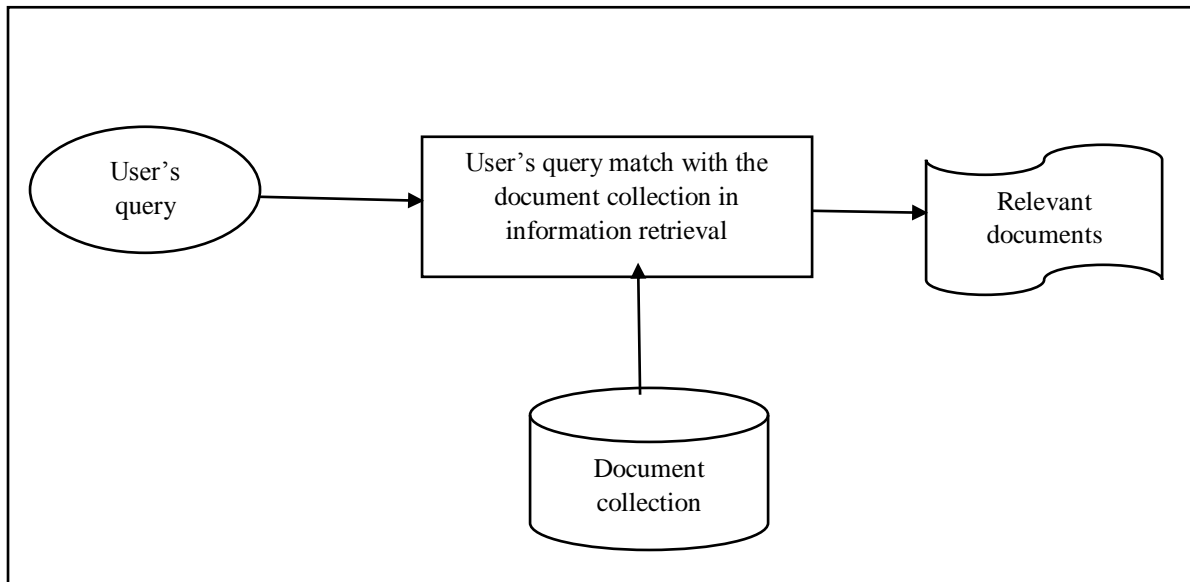 User’s
query
User’s query match with the
document collection in
information retrieval
Relevant
documents
Document
collection